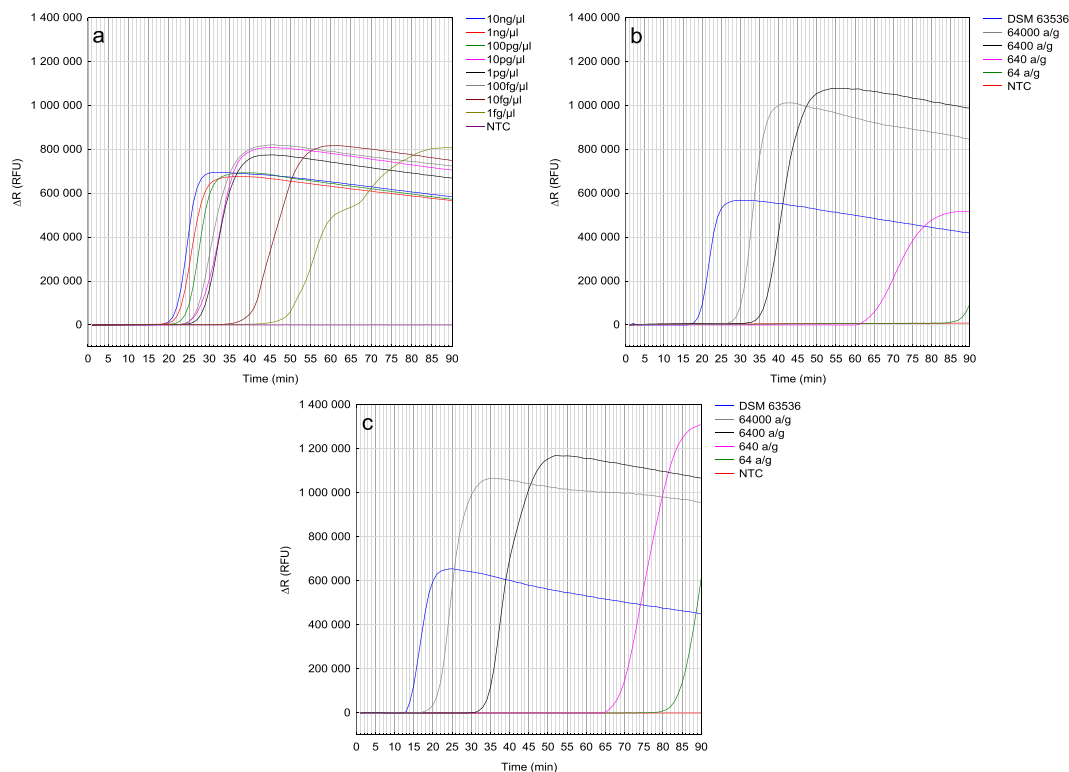 a
1 400 000
1 200 000
1 000 000
800 000
600 000
400 000
200 000
0
ΔR (RFU)
0 5 10 15 20 25 30 35 40 45 50 55 60 65 70 75 80 85 90
Time (min)
10ng/µl
1ng/µl
100pg/µl
10pg/µl
1pg/µl
100fg/µl
10fg/µl
1fg/µl
NTC
b
1 400 000
1 200 000
1 000 000
800 000
600 000
400 000
200 000
0
ΔR (RFU)
0 5 10 15 20 25 30 35 40 45 50 55 60 65 70 75 80 85 90
Time (min)
DSM 63536
64000 a/g
6400 a/g
640 a/g
64 a/g
NTC
c
1 400 000
1 200 000
1 000 000
800 000
600 000
400 000
200 000
0
ΔR (RFU)
0 5 10 15 20 25 30 35 40 45 50 55 60 65 70 75 80 85 90
Time (min)
DSM 63536
64000 a/g
6400 a/g
640 a/g
64 a/g
NTC